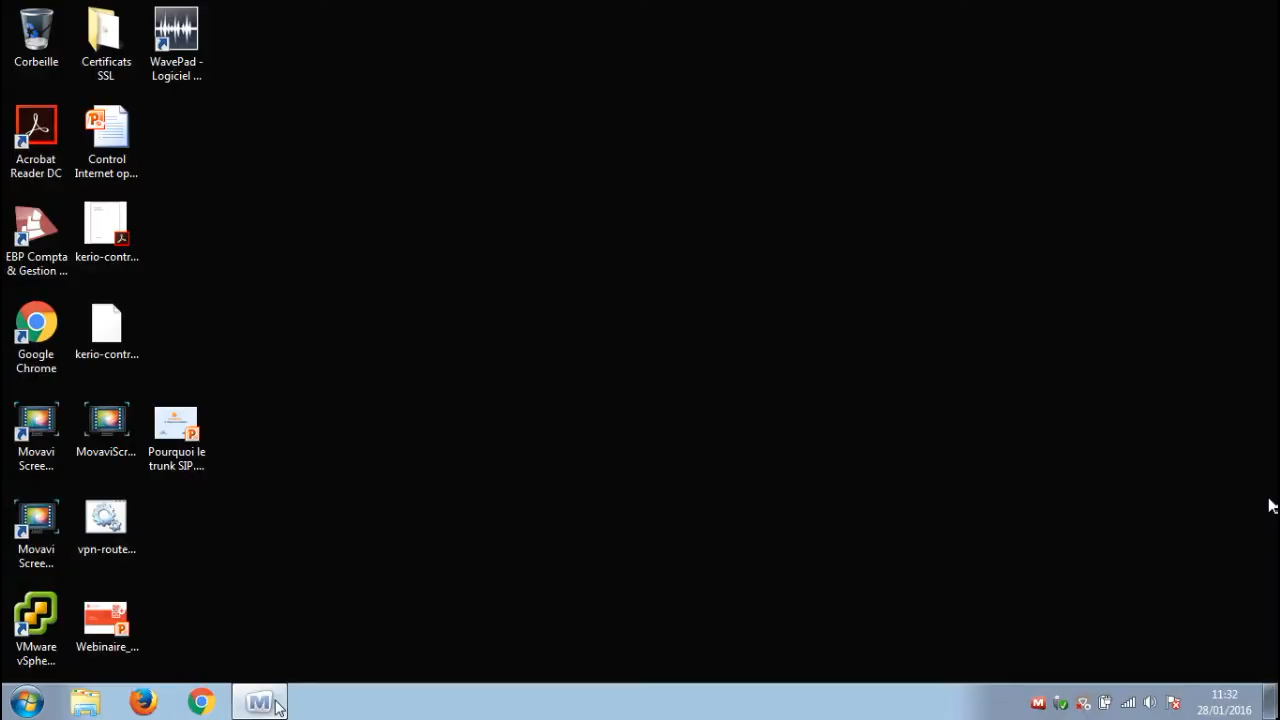 Corbeille
Certificats
SSL
WavePad -
Logiciel ...
Acrobat
Reader DC
Control
Internet op...
EBP Compta
& Gestion ...
kerio-contr...
Google
Chrome
kerio-contr...
Movavi
Scree...
MovaviScr...
Pourquoi le
trunk SIP....
Movavi
Scree...
vpn-route...
VMware
vSphe...
Webinaire_...
11:32
28/01/2016